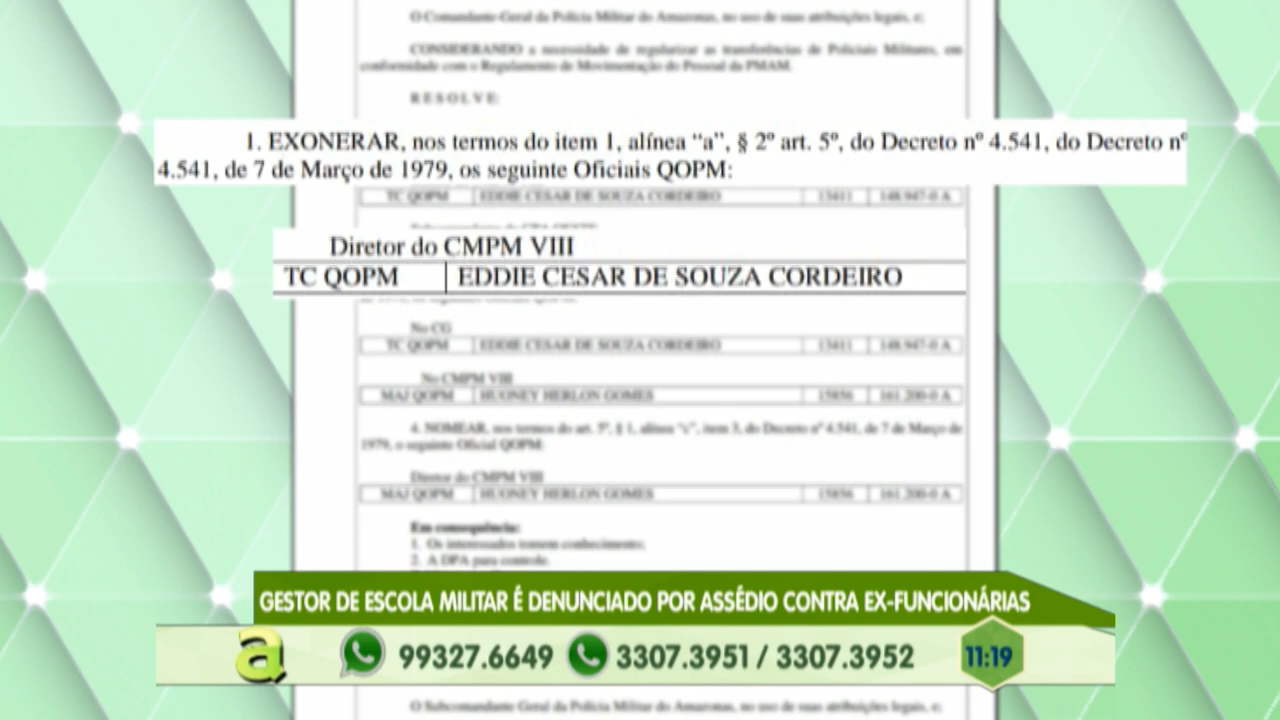 O Comandante-Geral da Polícia Militar do Amazonas, no uso de suas atribuições legais, e;
CONSIDERANDO a necessidade de regularizar as transferências de Policiais Militares, em
conformidade com o Regulamento de Movimentação do Pessoal da PMAM.
R E S O L V E:
1. EXONERAR, nos termos do item 1, alínea “a”, § 2º art. 5º, do Decreto nº 4.541, do Decreto nº
4.541, de 7 de Março de 1979, os seguinte Oficiais QOPM:
TC QOPM EDDIE CESAR DE SOUZA CORDEIRO 13411 148.947-0 A
Diretor do CMPM VIII
TC QOPM EDDIE CESAR DE SOUZA CORDEIRO
No CG
TC QOPM EDDIE CESAR DE SOUZA CORDEIRO 13411 148.947-0 A
No CMPM VIII
MAJ QOPM HUONEY HERLON GOMES 15856 161.200-0 A
4. NOMEAR, nos termos do art. 5º, § 1, alínea “c”, item 3, do Decreto nº 4.541, de 7 de Março de
1979, o seguinte Oficial QOPM:
Diretor do CMPM VIII
MAJ QOPM HUONEY HERLON GOMES 15856 161.200-0 A
Em consequência:
1. Os interessados tomem conhecimento;
2. A DPA para controle.
GESTOR DE ESCOLA MILITAR É DENUNCIADO POR ASSÉDIO CONTRA EX-FUNCIONÁRIAS
a 99327.6649 3307.3951 / 3307.3952 11:19
O Subcomandante Geral da Polícia Militar do Amazonas, no uso de suas atribuições legais, e;